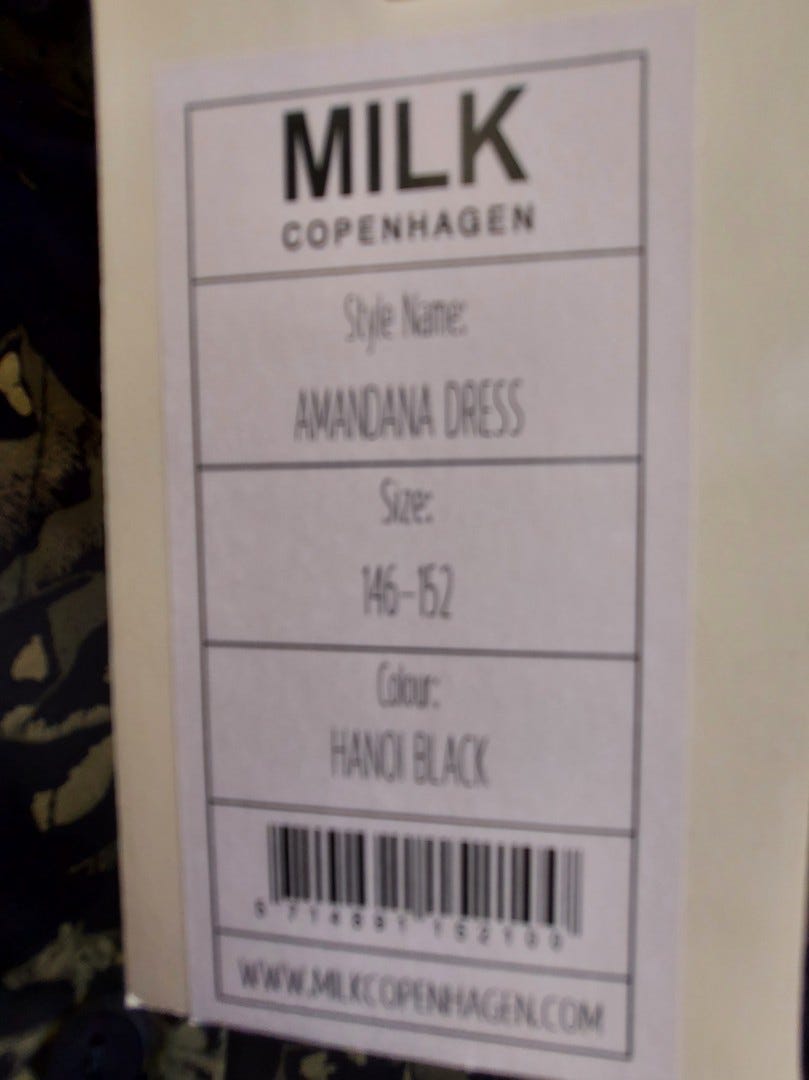 MILK
COPENHAGEN
Style Name:
AMANDANA DRESS
Size:
146-152
Colour:
HANOI BLACK
WWW.MILKCOPENHAGEN.COM